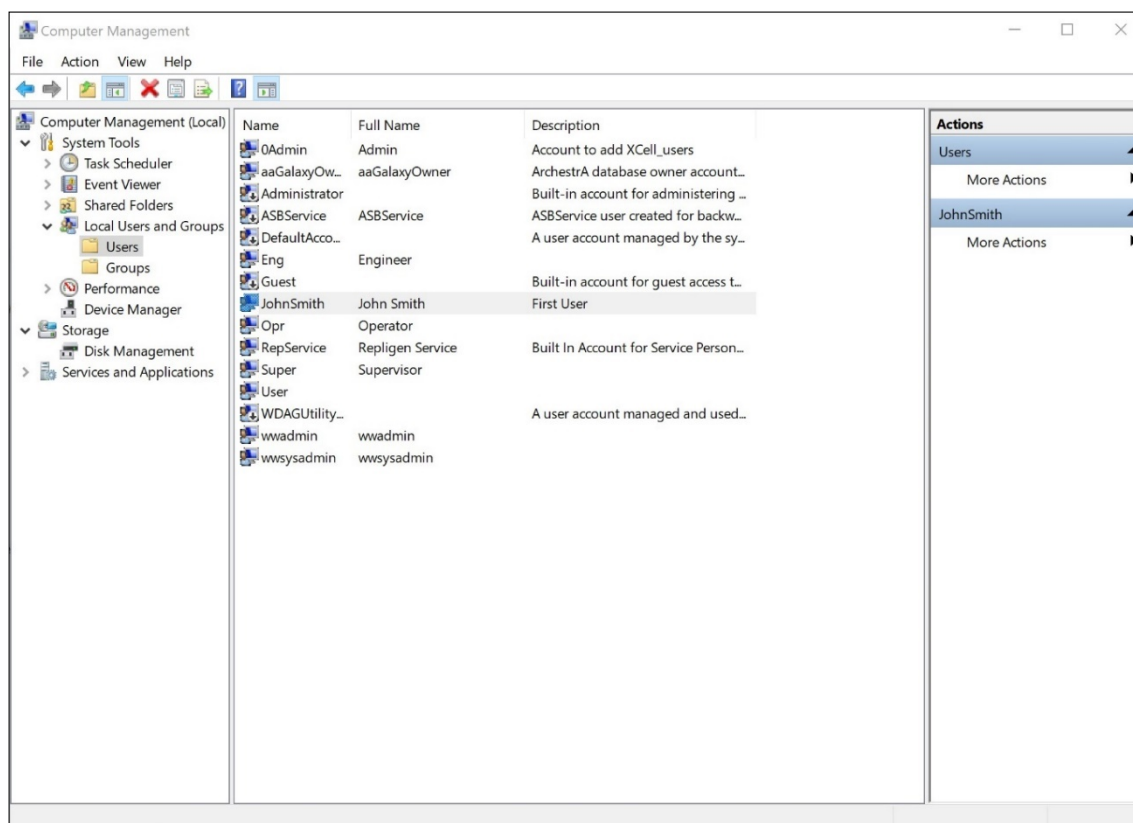 Computer Management
File Action View Help
Computer Management (Local)
System Tools
Task Scheduler
Event Viewer
Shared Folders
Local Users and Groups
Users
Groups
Performance
Device Manager
Storage
Disk Management
Services and Applications
Name Full Name Description
0Admin Admin Account to add XCell_users
aaGalaxyOw... aaGalaxyOwner ArchestrA database owner account...
Administrator Built-in account for administering ...
ASBService ASBService ASBService user created for backw...
DefaultAcco... A user account managed by the sy...
Eng Engineer
Guest Built-in account for guest access t...
JohnSmith John Smith First User
Opr Operator
RepService Repligen Service Built In Account for Service Person...
Super Supervisor
User
WDAGUtility... A user account managed and used...
wwadmin wwadmin
wwsysadmin wwsysadmin
Actions
Users
More Actions
JohnSmith
More Actions